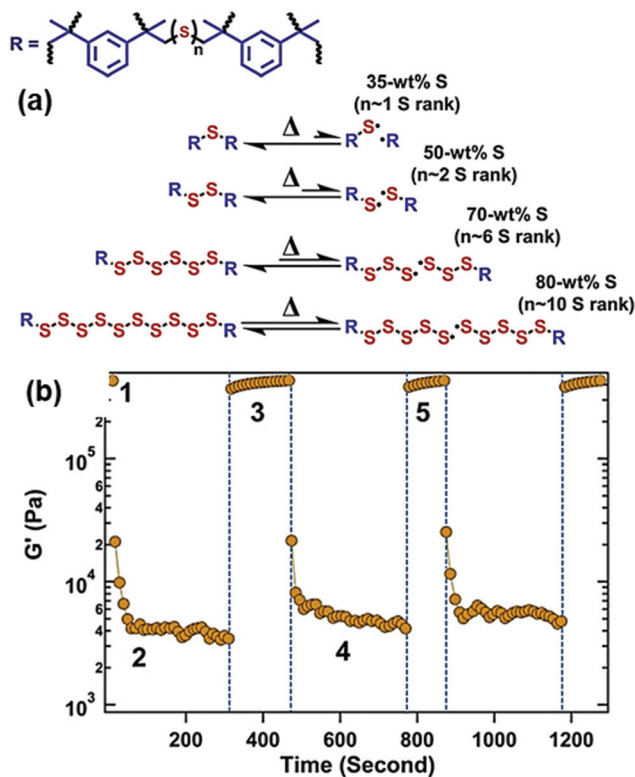 R =
(S)
n
(a)
35-wt% S
(n~1 S rank)
R S R Δ R S R
50-wt% S
(n~2 S rank)
R S S R Δ R S S R
70-wt% S
(n~6 S rank)
R S S S S S S R Δ R S S S S S S R
80-wt% S
(n~10 S rank)
Δ
(b)
1
3
5
2
10⁵
6
4
2
10⁴
6
4
2
10³
2
4
G' (Pa)
200 400 600 800 1000 1200
Time (Second)